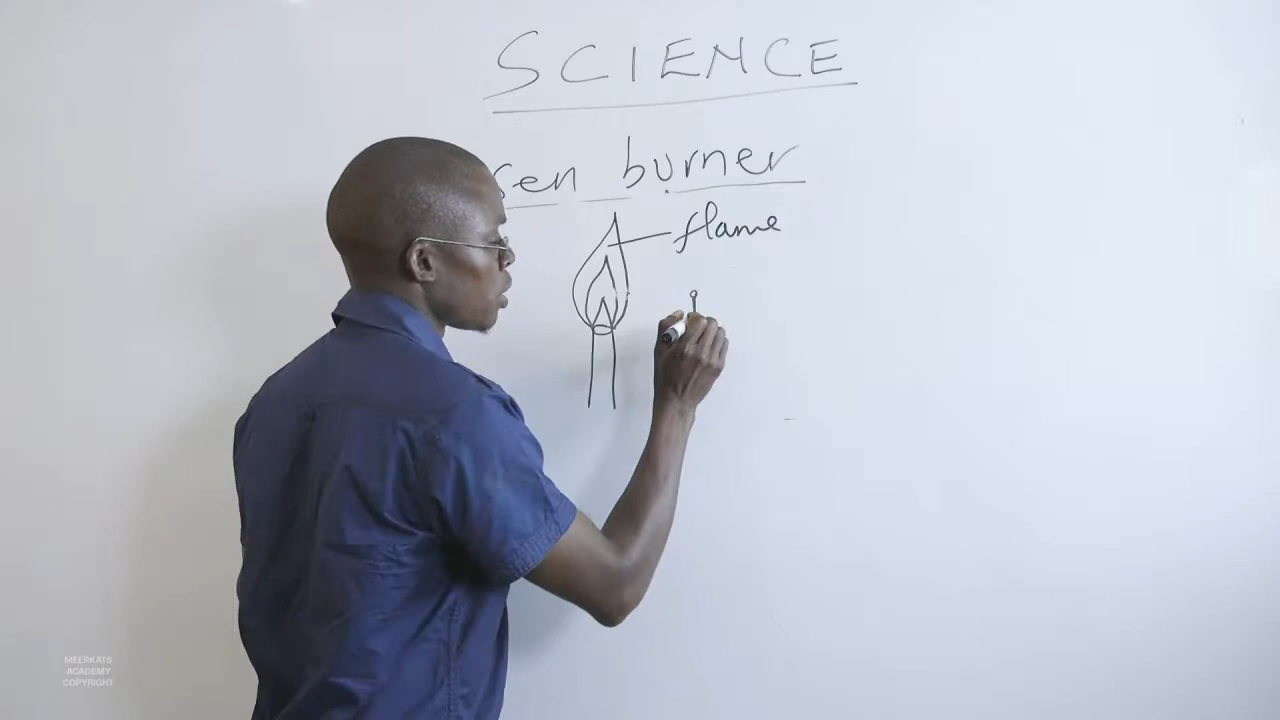 SCIENCE
sen burner
flame
MEERKATS
ACADEMY
COPYRIGHT